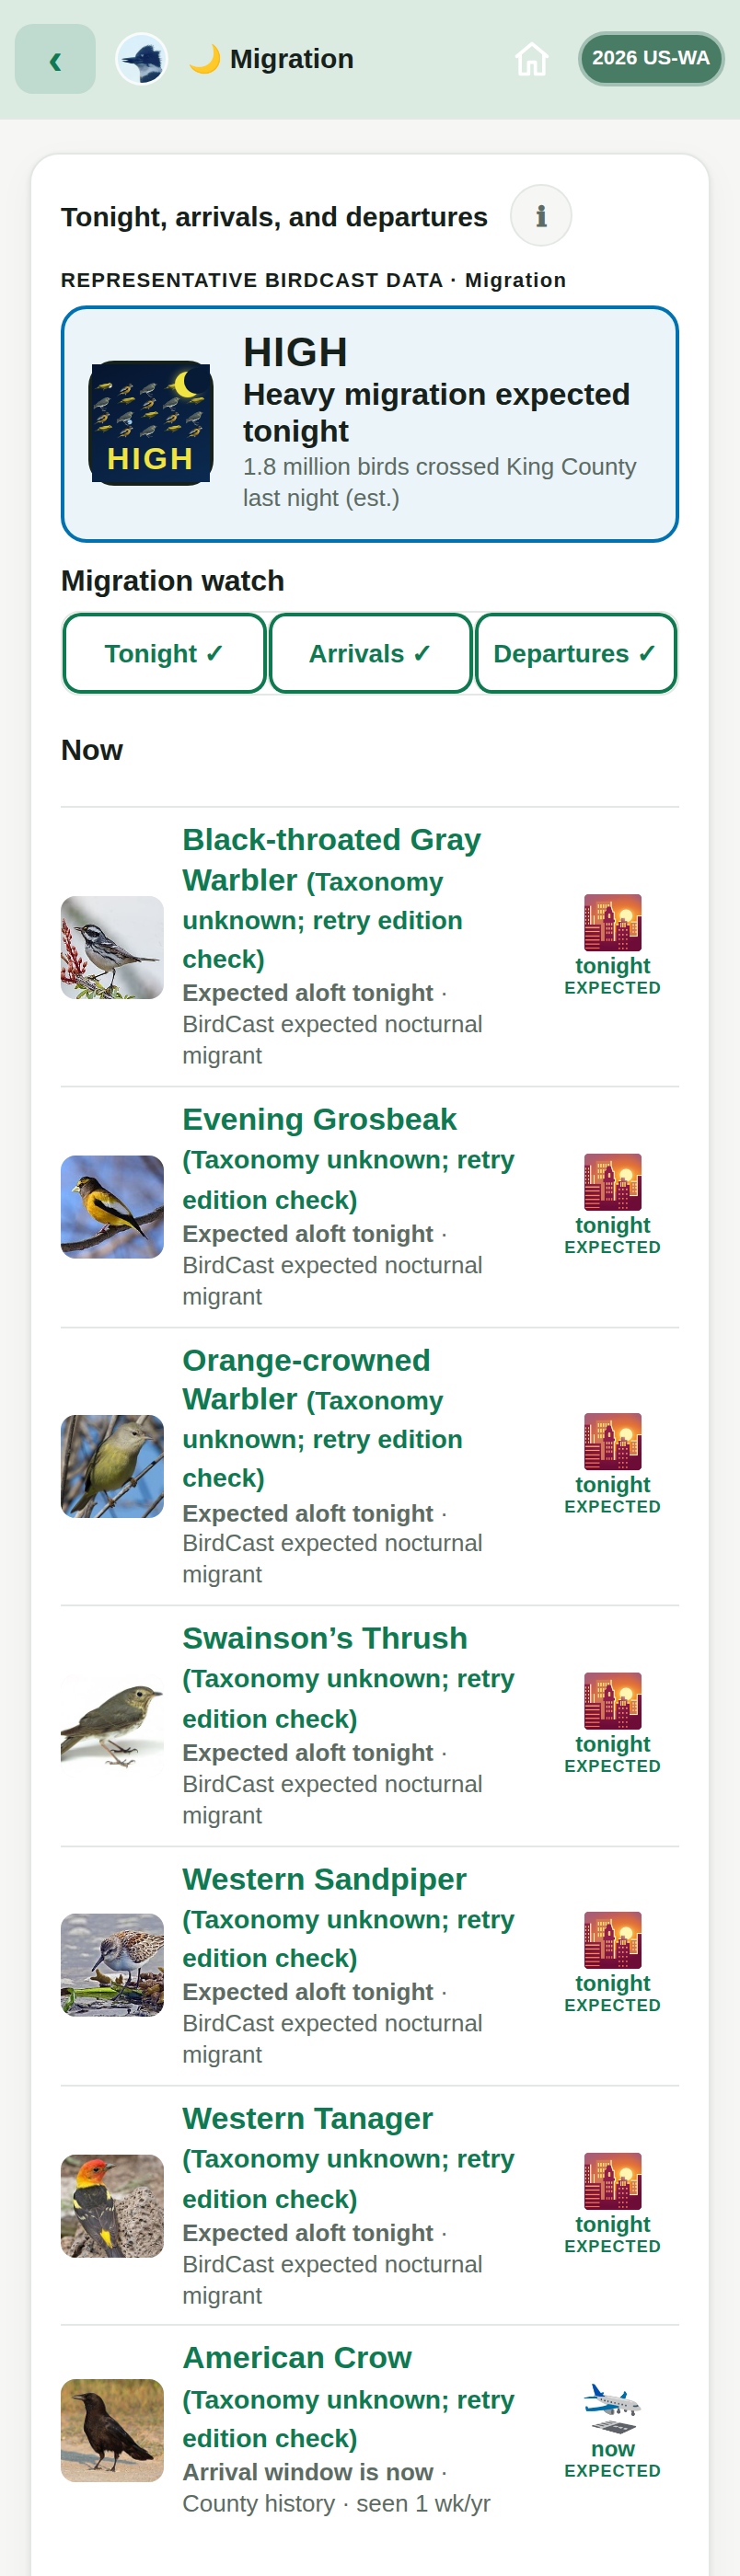 ‹ 🌙 Migration 2026 US-WA
Tonight, arrivals, and departures ℹ
REPRESENTATIVE BIRDCAST DATA · Migration
HIGH
HIGH
Heavy migration expected
tonight
1.8 million birds crossed King County
last night (est.)
Migration watch
Tonight ✓ Arrivals ✓ Departures ✓
Now
Black-throated Gray
Warbler (Taxonomy
unknown; retry edition
check)
Expected aloft tonight ·
BirdCast expected nocturnal
migrant
tonight
EXPECTED
Evening Grosbeak
(Taxonomy unknown; retry
edition check)
Expected aloft tonight ·
BirdCast expected nocturnal
migrant
tonight
EXPECTED
Orange-crowned
Warbler (Taxonomy
unknown; retry edition
check)
Expected aloft tonight ·
BirdCast expected nocturnal
migrant
tonight
EXPECTED
Swainson’s Thrush
(Taxonomy unknown; retry
edition check)
Expected aloft tonight ·
BirdCast expected nocturnal
migrant
tonight
EXPECTED
Western Sandpiper
(Taxonomy unknown; retry
edition check)
Expected aloft tonight ·
BirdCast expected nocturnal
migrant
tonight
EXPECTED
Western Tanager
(Taxonomy unknown; retry
edition check)
Expected aloft tonight ·
BirdCast expected nocturnal
migrant
tonight
EXPECTED
American Crow
(Taxonomy unknown; retry
edition check)
Arrival window is now ·
County history · seen 1 wk/yr
now
EXPECTED